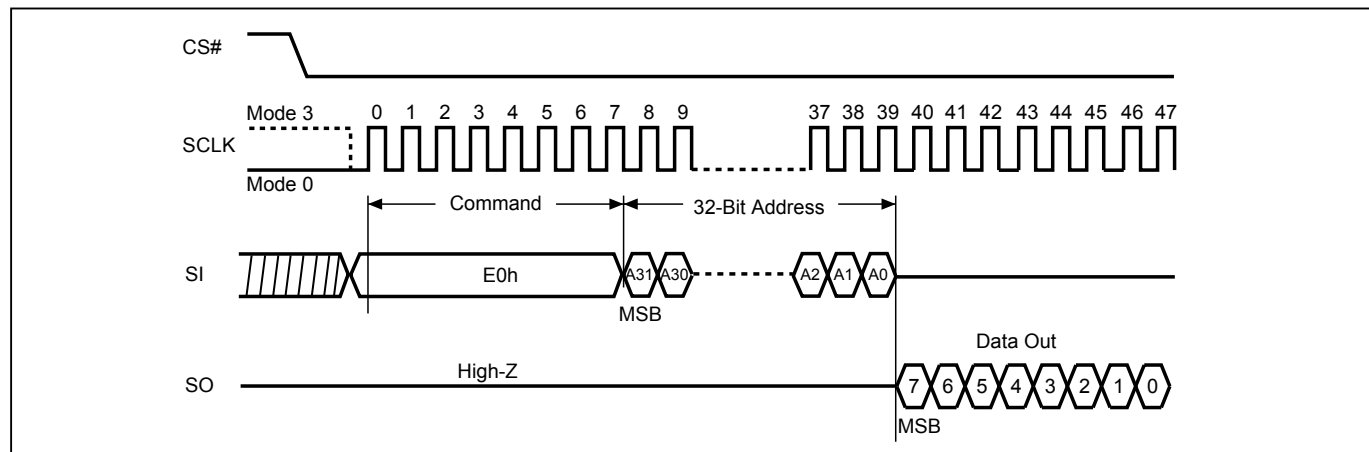 CS#
Mode 3
0 1 2 3 4 5 6 7 8 9 37 38 39 40 41 42 43 44 45 46 47
SCLK
Mode 0
Command 32-Bit Address
SI E0h A31 A30 A2 A1 A0
MSB
Data Out
High-Z
SO 7 6 5 4 3 2 1 0
MSB